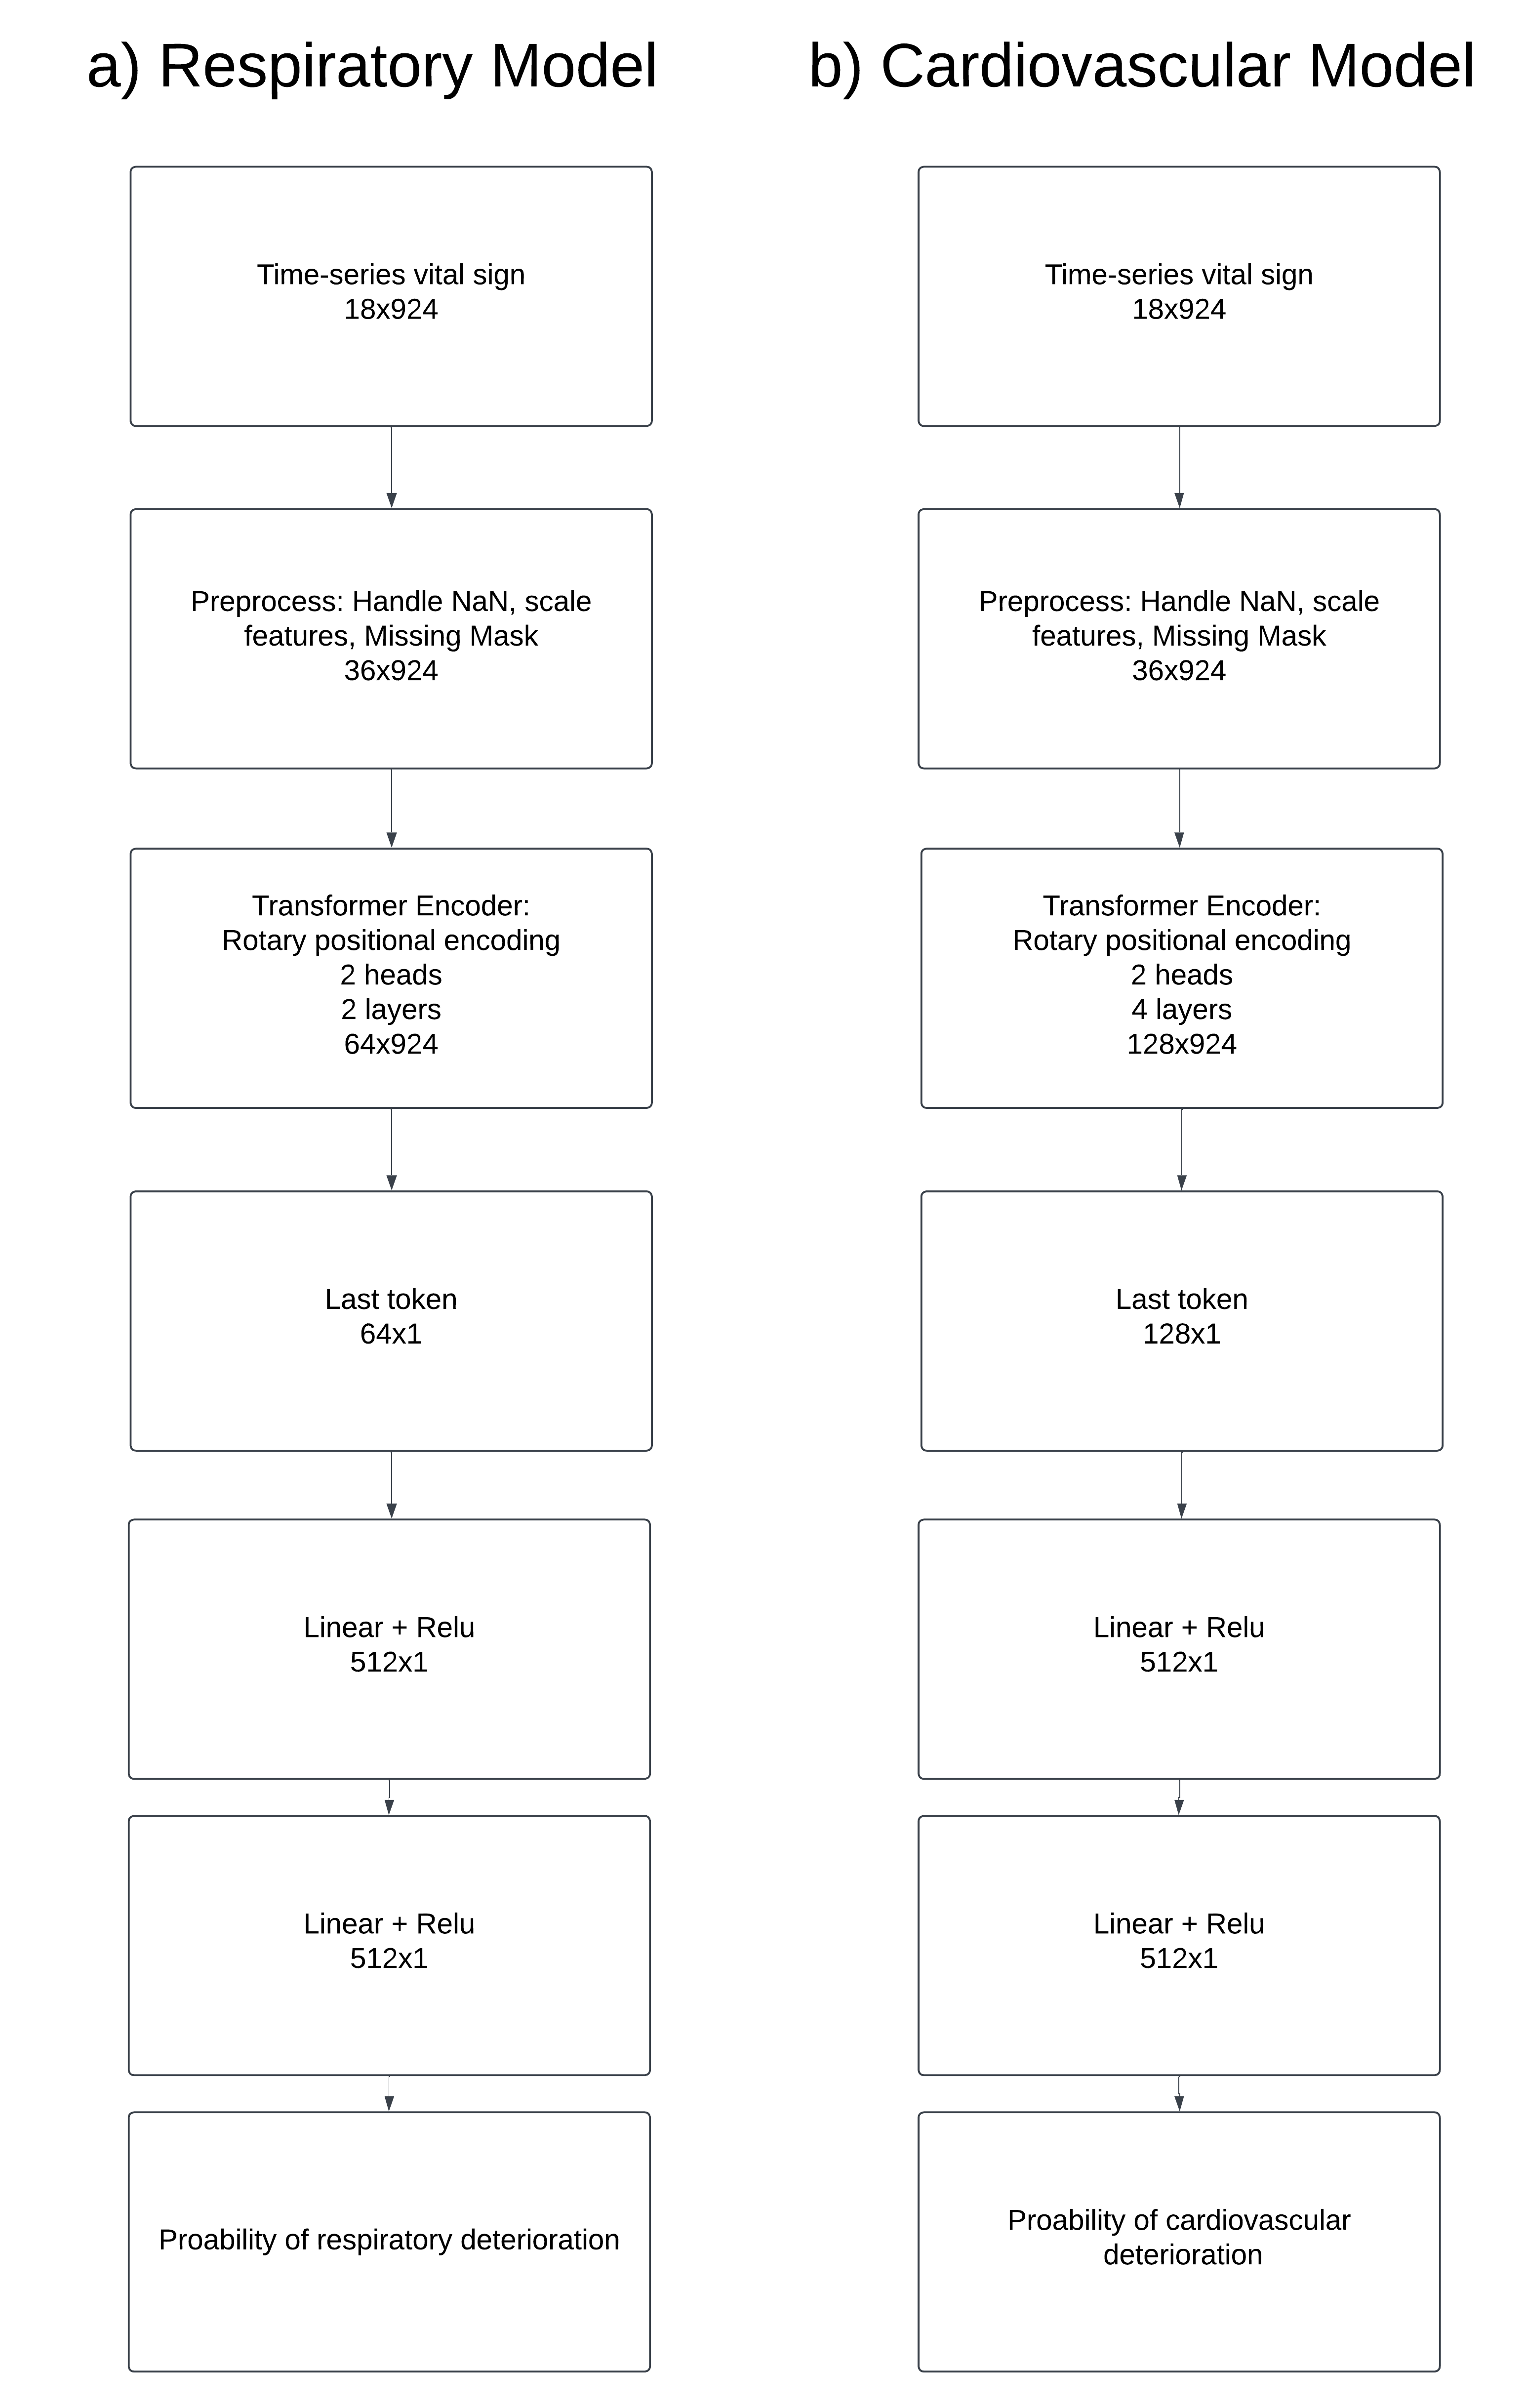 a) Respiratory Model
Time-series vital sign
18x924
Preprocess: Handle NaN, scale
features, Missing Mask
36x924
Transformer Encoder:
Rotary positional encoding
2 heads
2 layers
64x924
Last token
64x1
Linear + Relu
512x1
Linear + Relu
512x1
Proability of respiratory deterioration
b) Cardiovascular Model
Time-series vital sign
18x924
Preprocess: Handle NaN, scale
features, Missing Mask
36x924
Transformer Encoder:
Rotary positional encoding
2 heads
4 layers
128x924
Last token
128x1
Linear + Relu
512x1
Linear + Relu
512x1
Proability of cardiovascular
deterioration